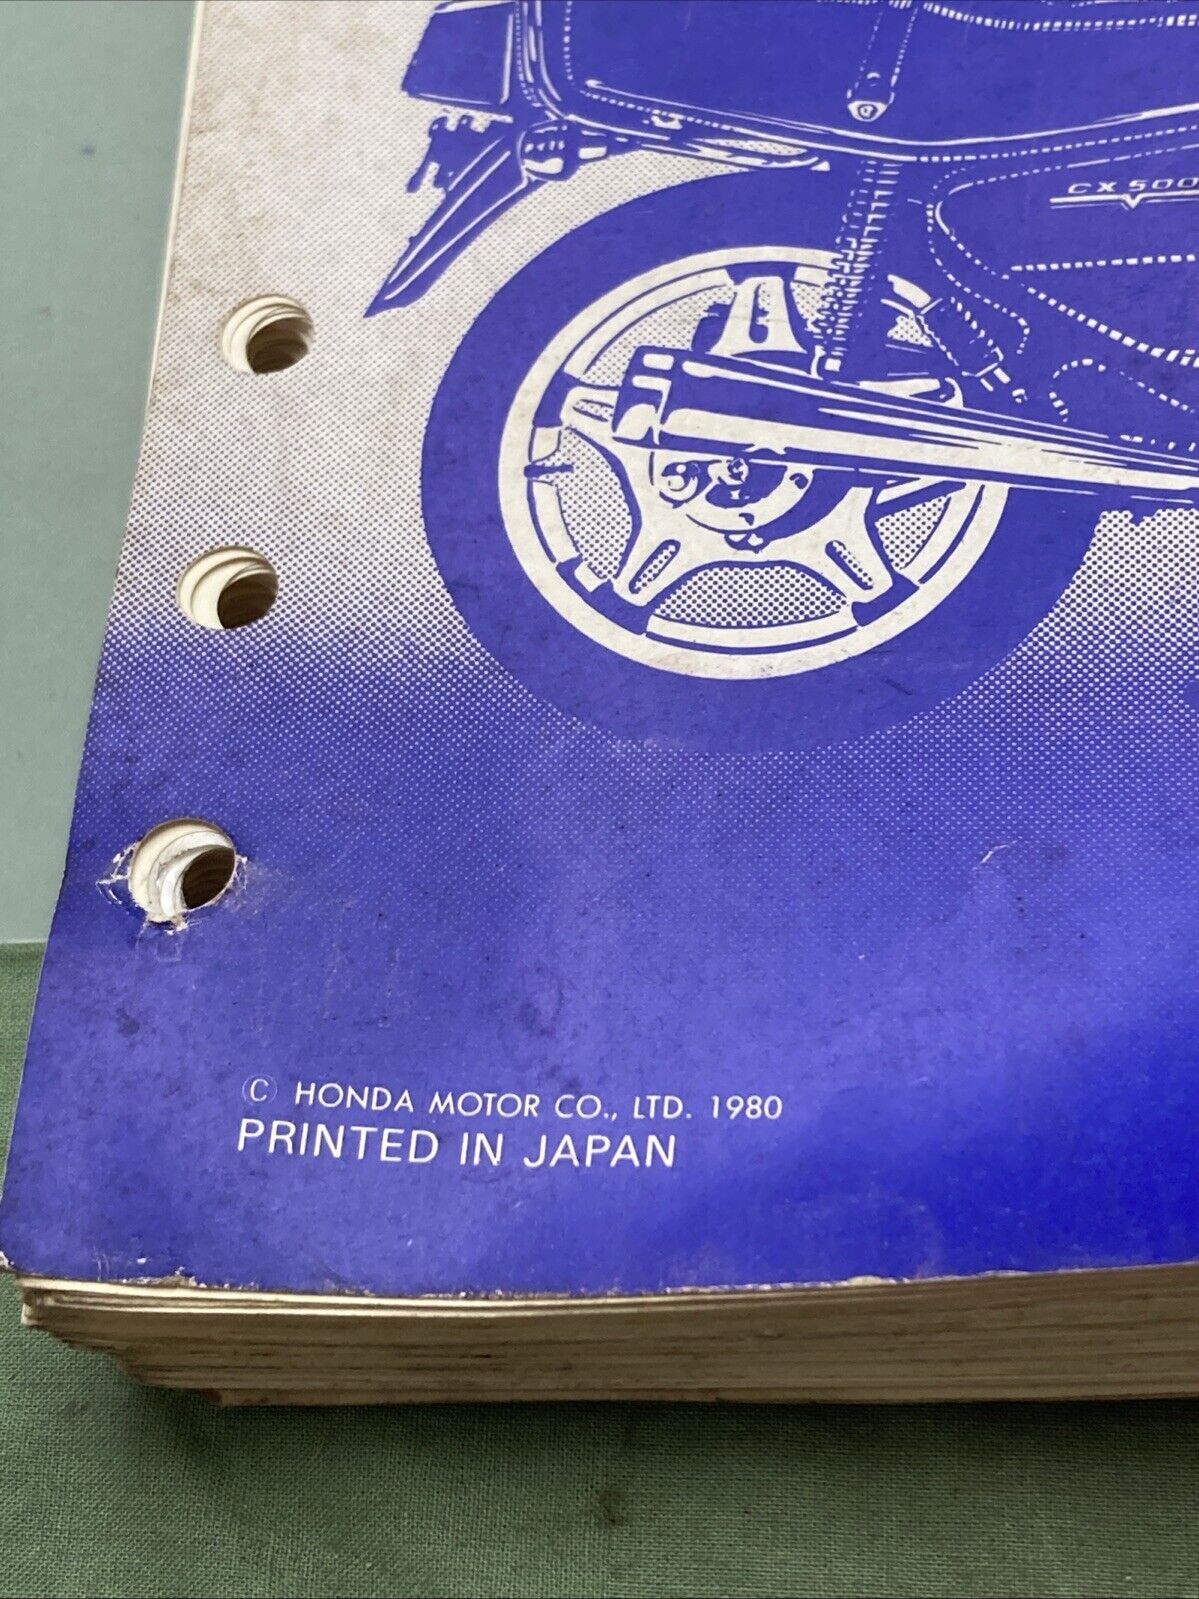 CX500
© HONDA MOTOR CO., LTD. 1980
PRINTED IN JAPAN